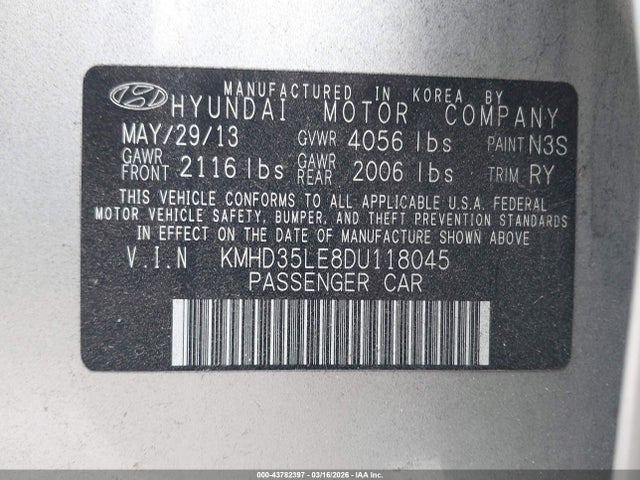 MANUFACTURED IN KOREA BY
HYUNDAI MOTOR COMPANY
MAY/29/13 GVWR 4056 lbs PAINT N3S
GAWR FRONT 2116 lbs GAWR REAR 2006 lbs TRIM RY
THIS VEHICLE CONFORMS TO ALL APPLICABLE U.S.A. FEDERAL
MOTOR VEHICLE SAFETY, BUMPER, AND THEFT PREVENTION STANDARDS
IN EFFECT ON THE DATE OF MANUFACTURE SHOWN ABOVE
V.I.N KMHD35LE8DU118045
PASSENGER CAR
000-43782397 - 03/16/2026 - IAA Inc.